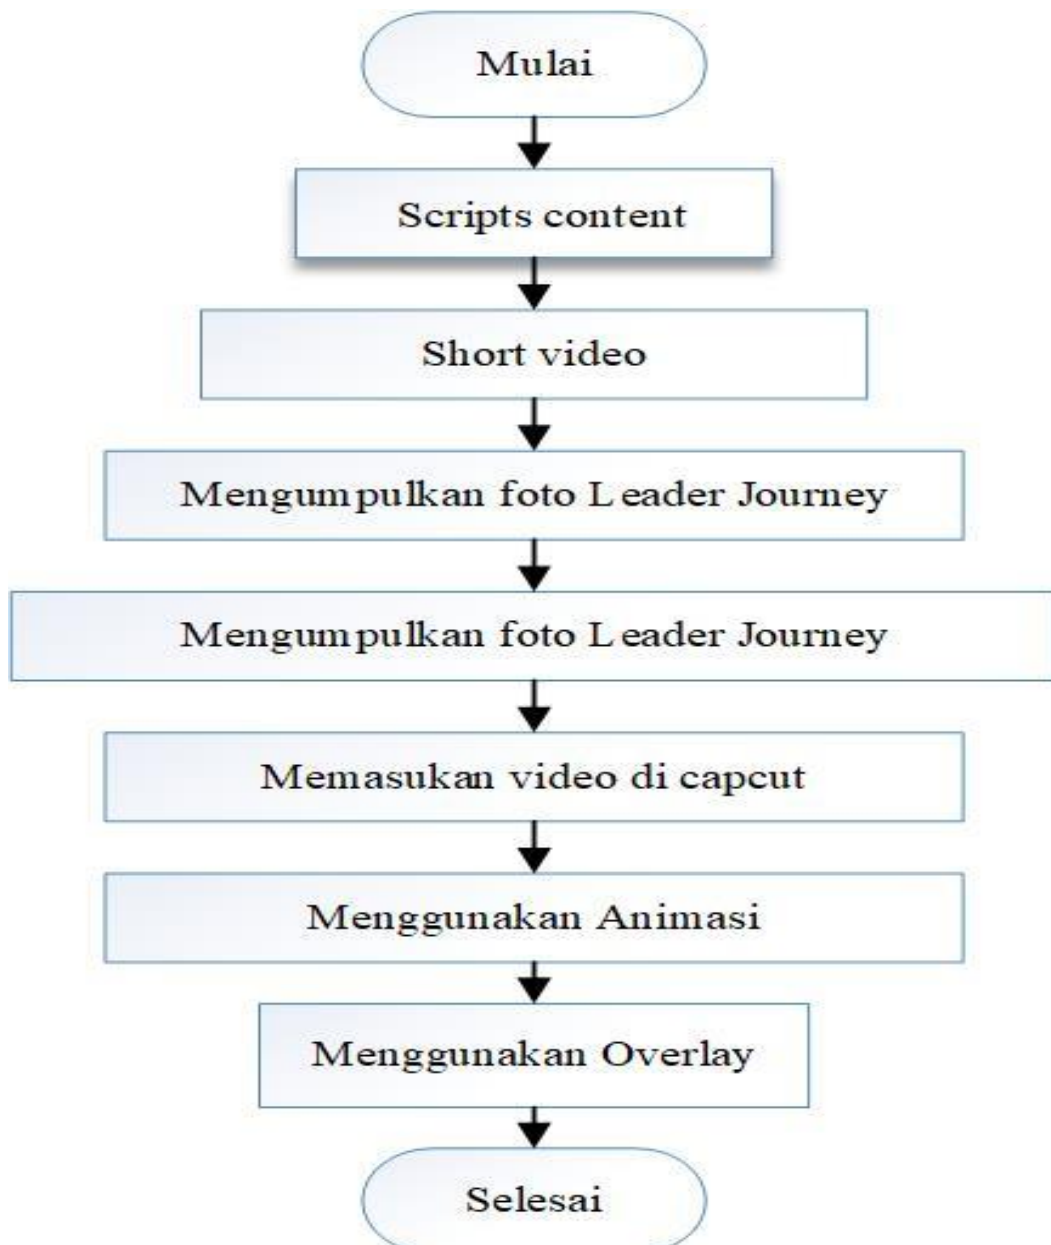 Mulai
Scripts content
Short video
Mengumpulkan foto Leader Journey
Mengumpulkan foto Leader Journey
Memasukan video di capcut
Menggunakan Animasi
Menggunakan Overlay
Selesai